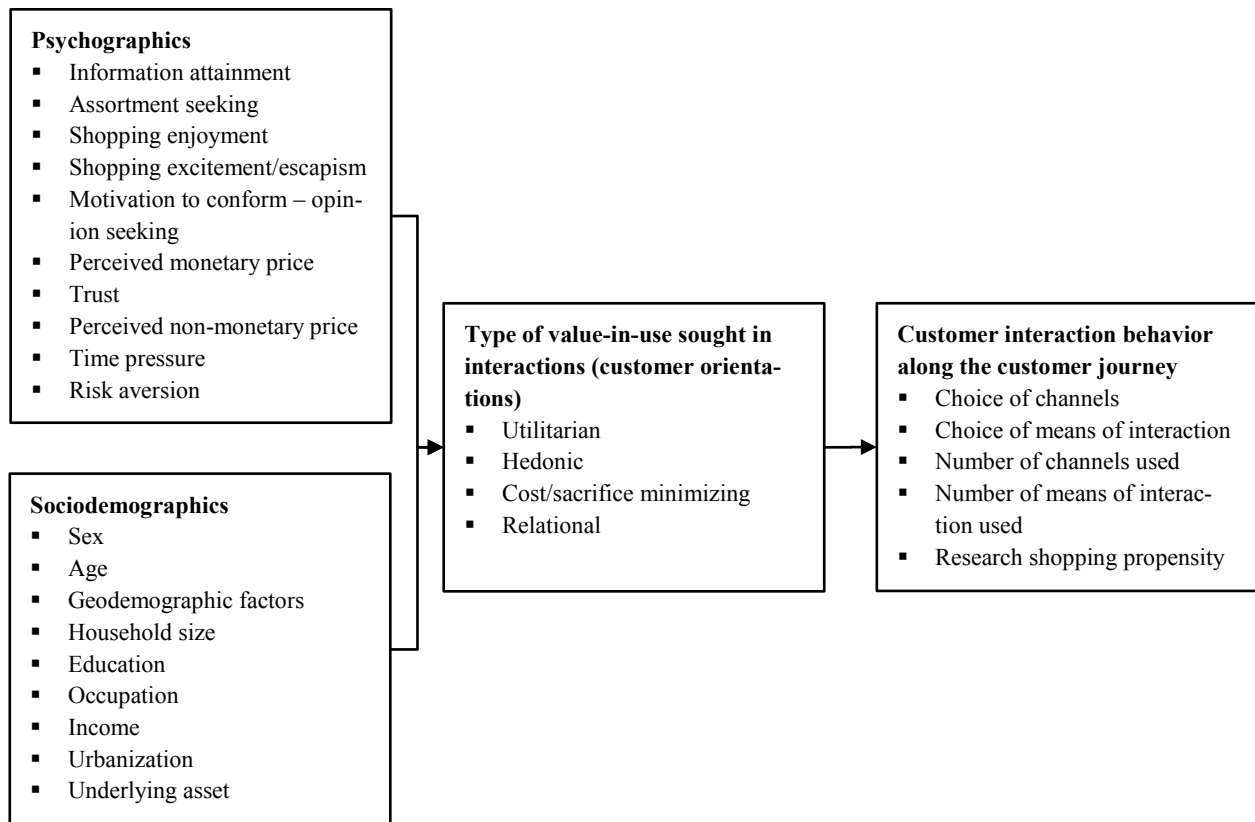 Psychographics
▪ Information attainment
▪ Assortment seeking
▪ Shopping enjoyment
▪ Shopping excitement/escapism
▪ Motivation to conform – opin-
ion seeking
▪ Perceived monetary price
▪ Trust
▪ Perceived non-monetary price
▪ Time pressure
▪ Risk aversion
Sociodemographics
▪ Sex
▪ Age
▪ Geodemographic factors
▪ Household size
▪ Education
▪ Occupation
▪ Income
▪ Urbanization
▪ Underlying asset
Type of value-in-use sought in
interactions (customer orienta-
tions)
▪ Utilitarian
▪ Hedonic
▪ Cost/sacrifice minimizing
▪ Relational
Customer interaction behavior
along the customer journey
▪ Choice of channels
▪ Choice of means of interaction
▪ Number of channels used
▪ Number of means of interac-
tion used
▪ Research shopping propensity